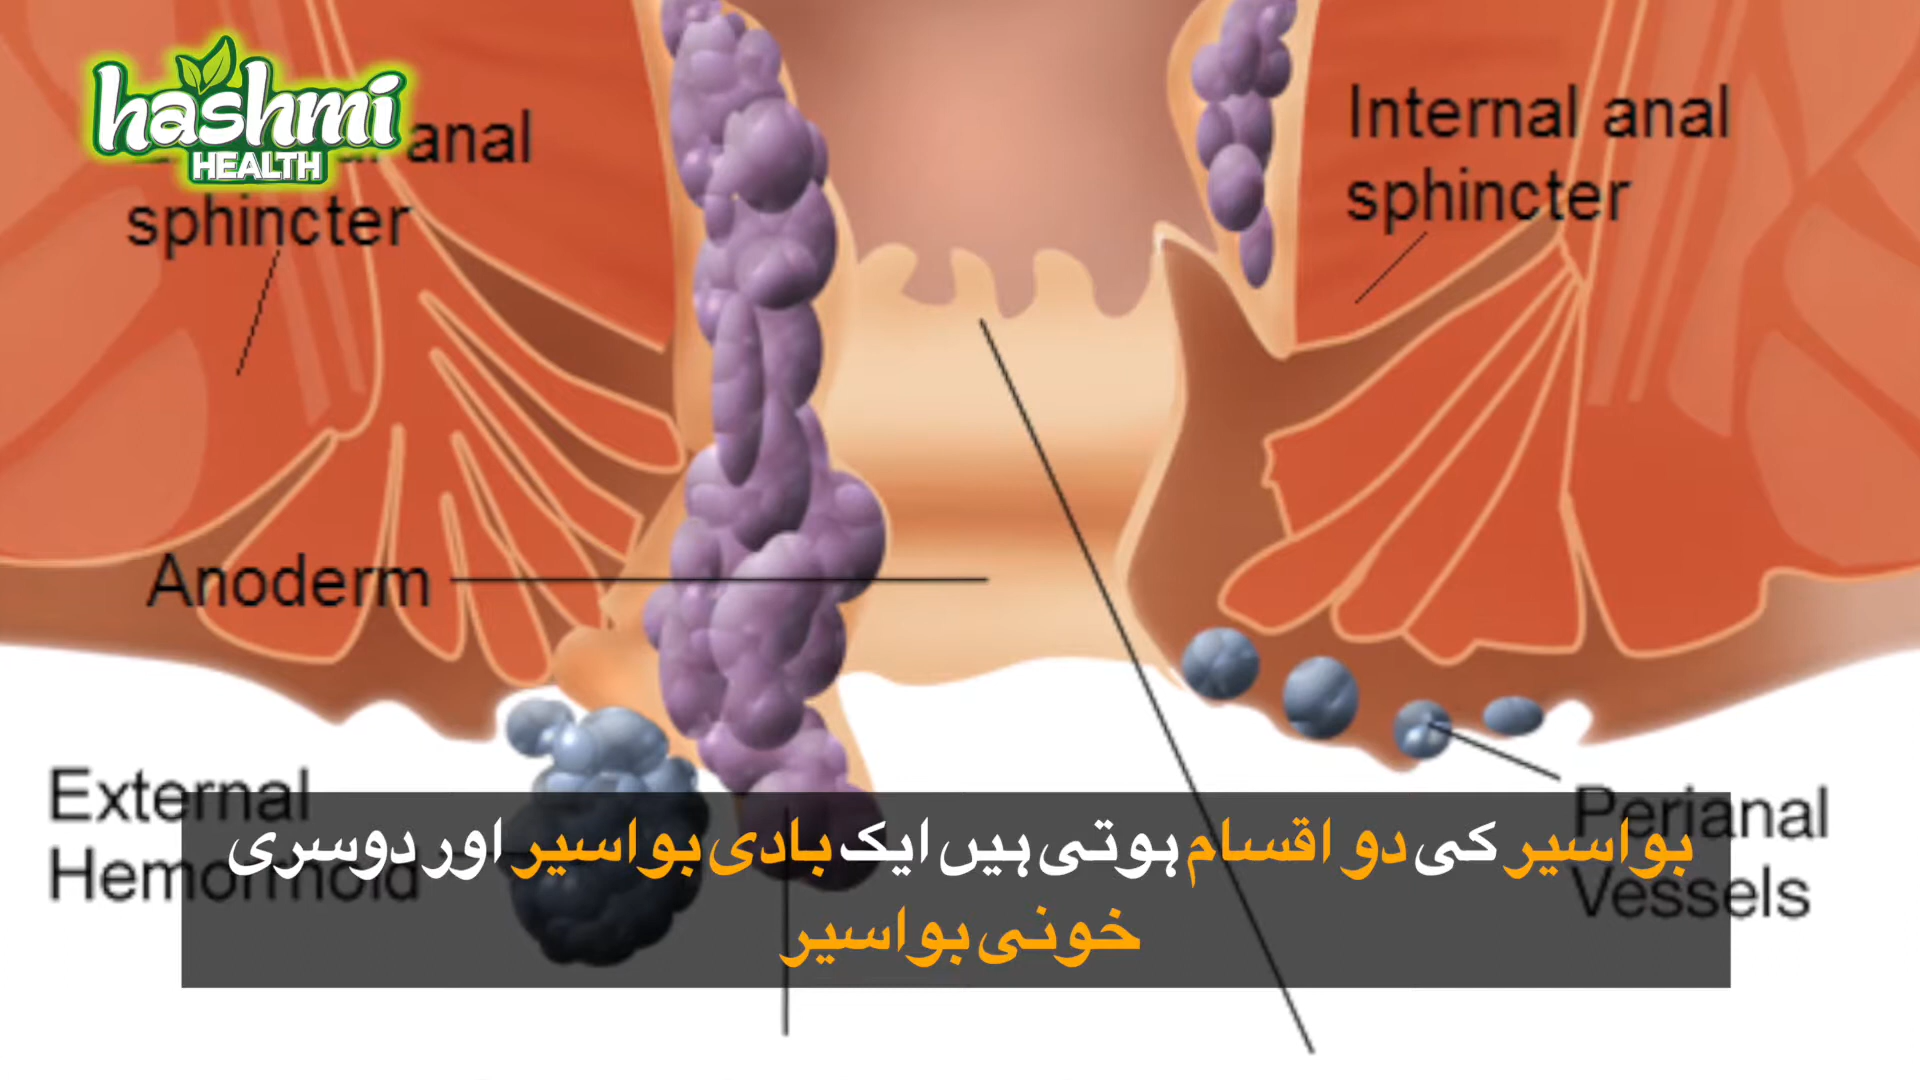 hashmi
HEALTH
anal
sphincter
Internal anal
sphincter
Anoderm
External
Hemorrhoid
Perianal
Vessels
بواسیر کی دو اقسام ہوتی ہیں ایک بادی بواسیر اور دوسری
خونی بواسیر